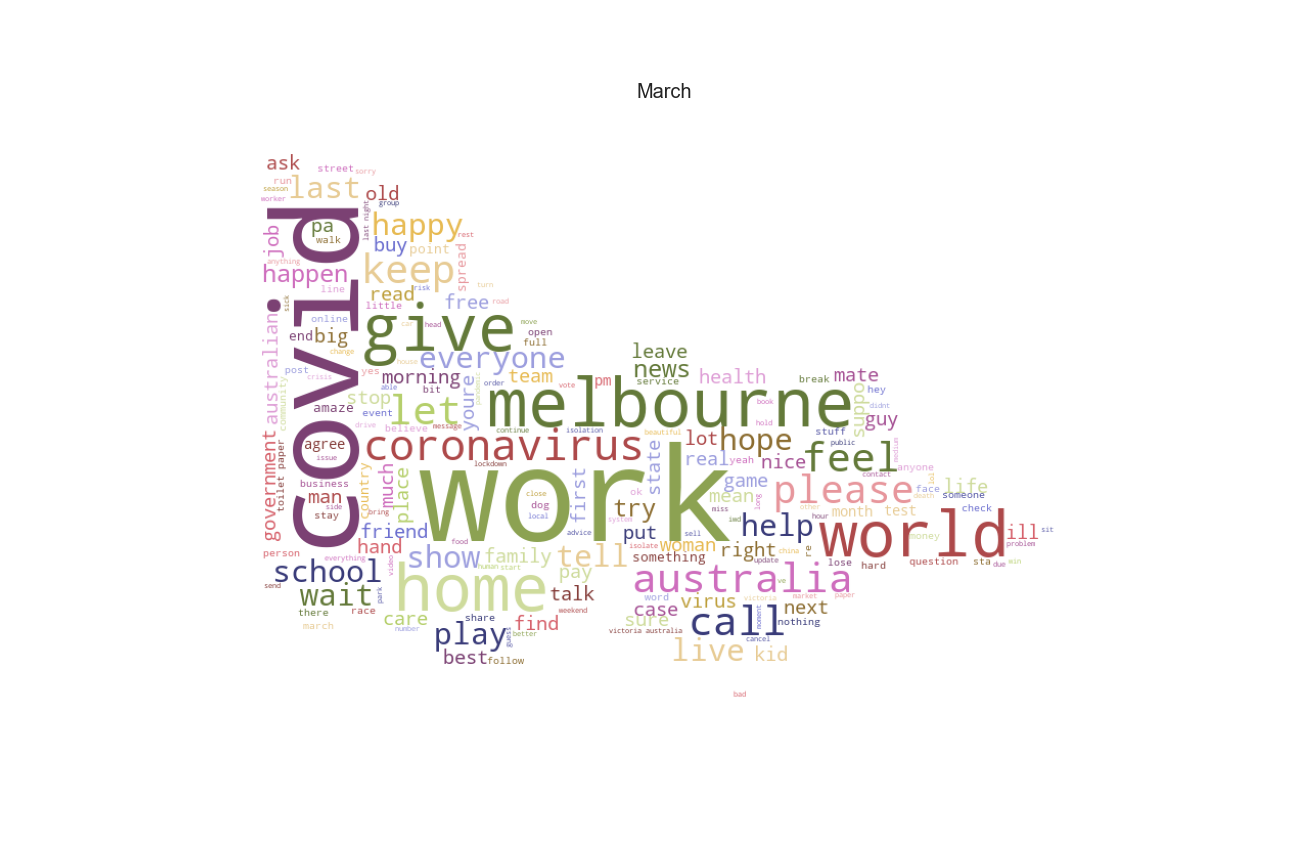 March
ask
street
sorry
run
season
last
worker
old
group
last night
covid
pa
walk
job
happy
rest
buy
point
spread
anything
happen
keep
risk
turn
line
read
little
free
road
sick
online
give
car
head
move
open
full
end
big
australian
change
house
everyone
leave
news
post
crisis
yes
morning
team
order
pm
vote
service
health
break
mate
hey
able
bit
youre
pandemic
community
amaze
stop
event
let
melbourne
book
didnt
suppo
guy
hold
drive
believe
message
continue
isolation
beautiful
stuff
public
government
toilet paper
agree
issue
coronavirus
lot
hope
feel
medium
lockdown
state
real
yeah
nice
contact
anyone
business
man
country
much
place
work
first
ok
game
please
face
death
lol
life
someone
side
stay
bring
close
dog
local
try
mean
miss
long
other
month
test
check
hour
friend
advice
system
put
sell
iwd
help
world
money
ill
sit
problem
person
hand
everything
video
show
food
family
tell
isolate
woman
something
right
china
update
re
lose
hard
question
sta
due
win
school
send
human
start
pay
australia
we
wait
park
home
talk
weekend
word
victoria
market
paper
case
virus
next
there
race
march
care
number
share
play
guess
better
find
sure
victoria australia
call
moment
cancel
nothing
best
follow
live
kid
bad